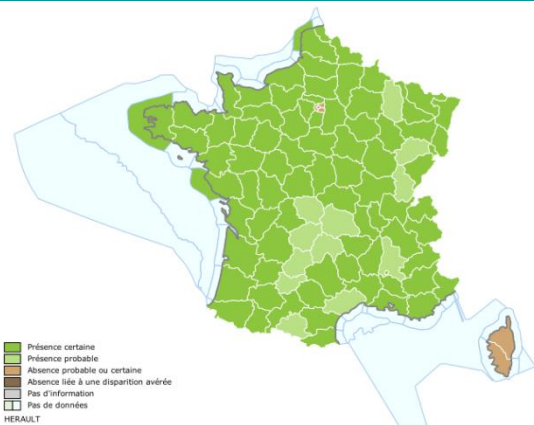 Présence certaine
Présence probable
Absence probable ou certaine
Absence liée à une disparition avérée
Pas d'information
Pas de données
HERAULT